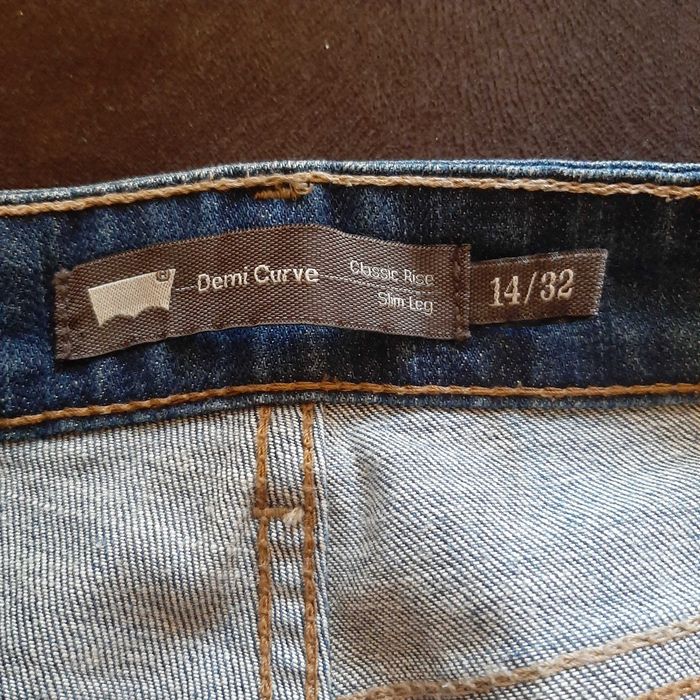 Demi Curve
Classic Rise
Slim Leg
14/32